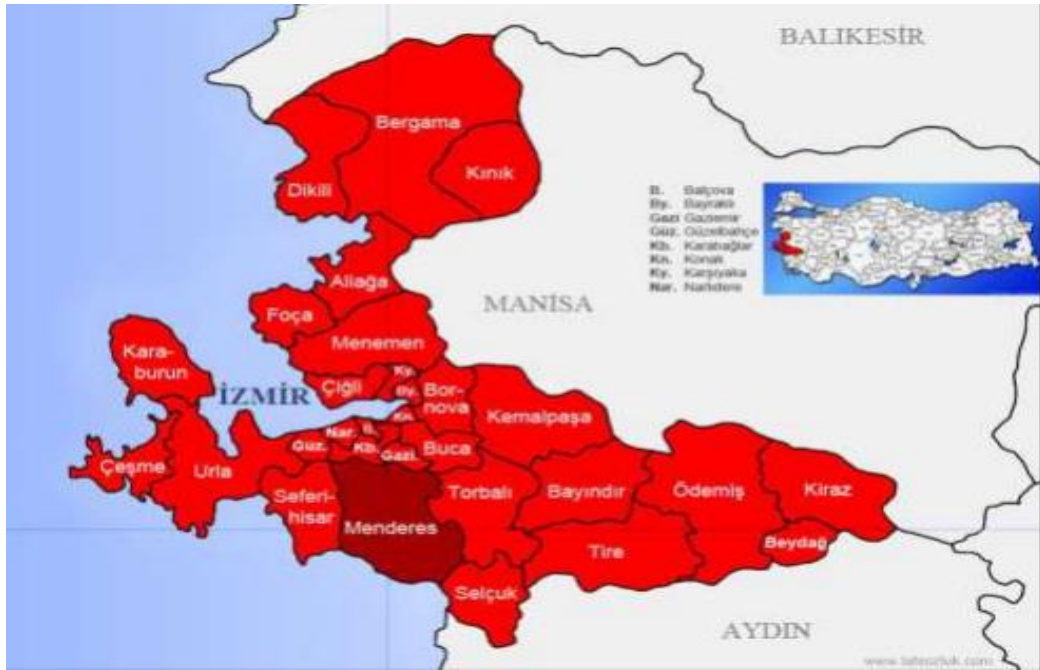 BALIKESİR
Bergama
Kınık
Dikili
B. Balçova
By. Bayraklı
Gazi Gaziemir
Güz. Güzelbahçe
Kb. Karabağlar
Kn. Konak
Ky. Karşıyaka
Nar. Narlıdere
Aliağa
Foça
MANİSA
Menemen
Kara-
burun
Çiğli
Ky.
By.
Bor-
nova
İZMİR
Kemalpaşa
Kn.
Nar.
B.
Güz.
Kb.
Gazi.
Buca
Çeşme
Urla
Seferi-
hisar
Menderes
Torbalı
Bayındır
Ödemiş
Kiraz
Beydağ
Tire
Selçuk
AYDIN